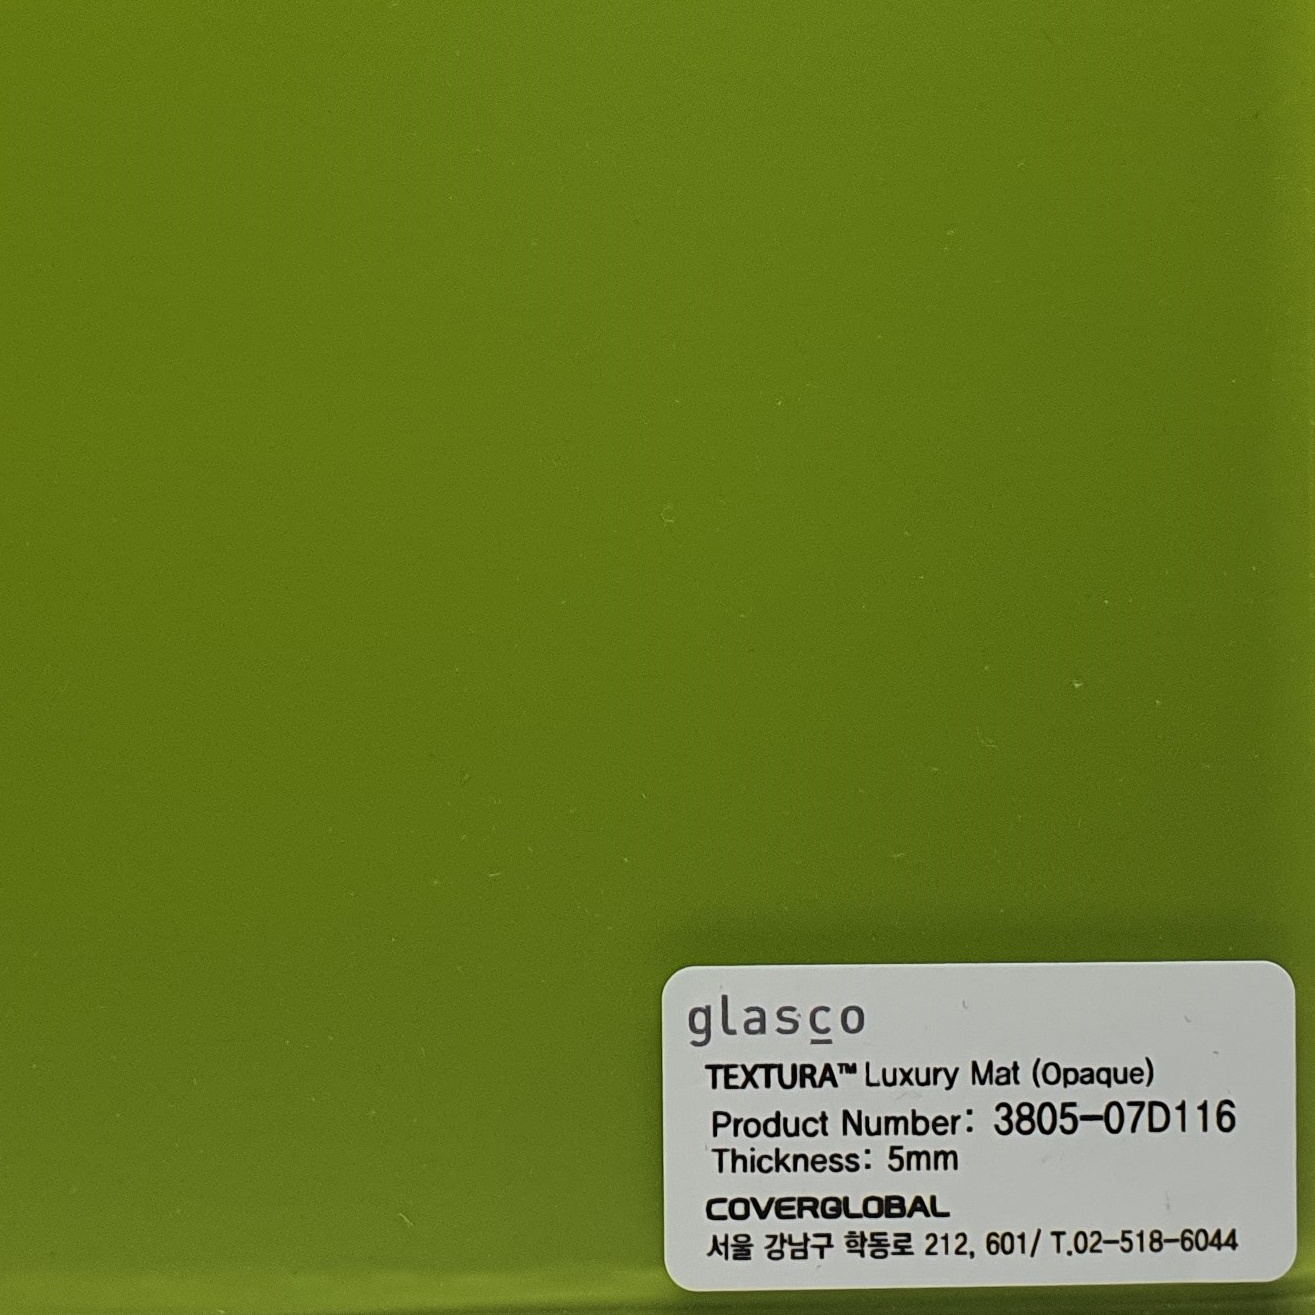 glasco
TEXTURA™ Luxury Mat (Opaque)
Product Number: 3805-07D116
Thickness: 5mm
COVERGLOBAL
서울 강남구 학동로 212, 601/ T.02-518-6044